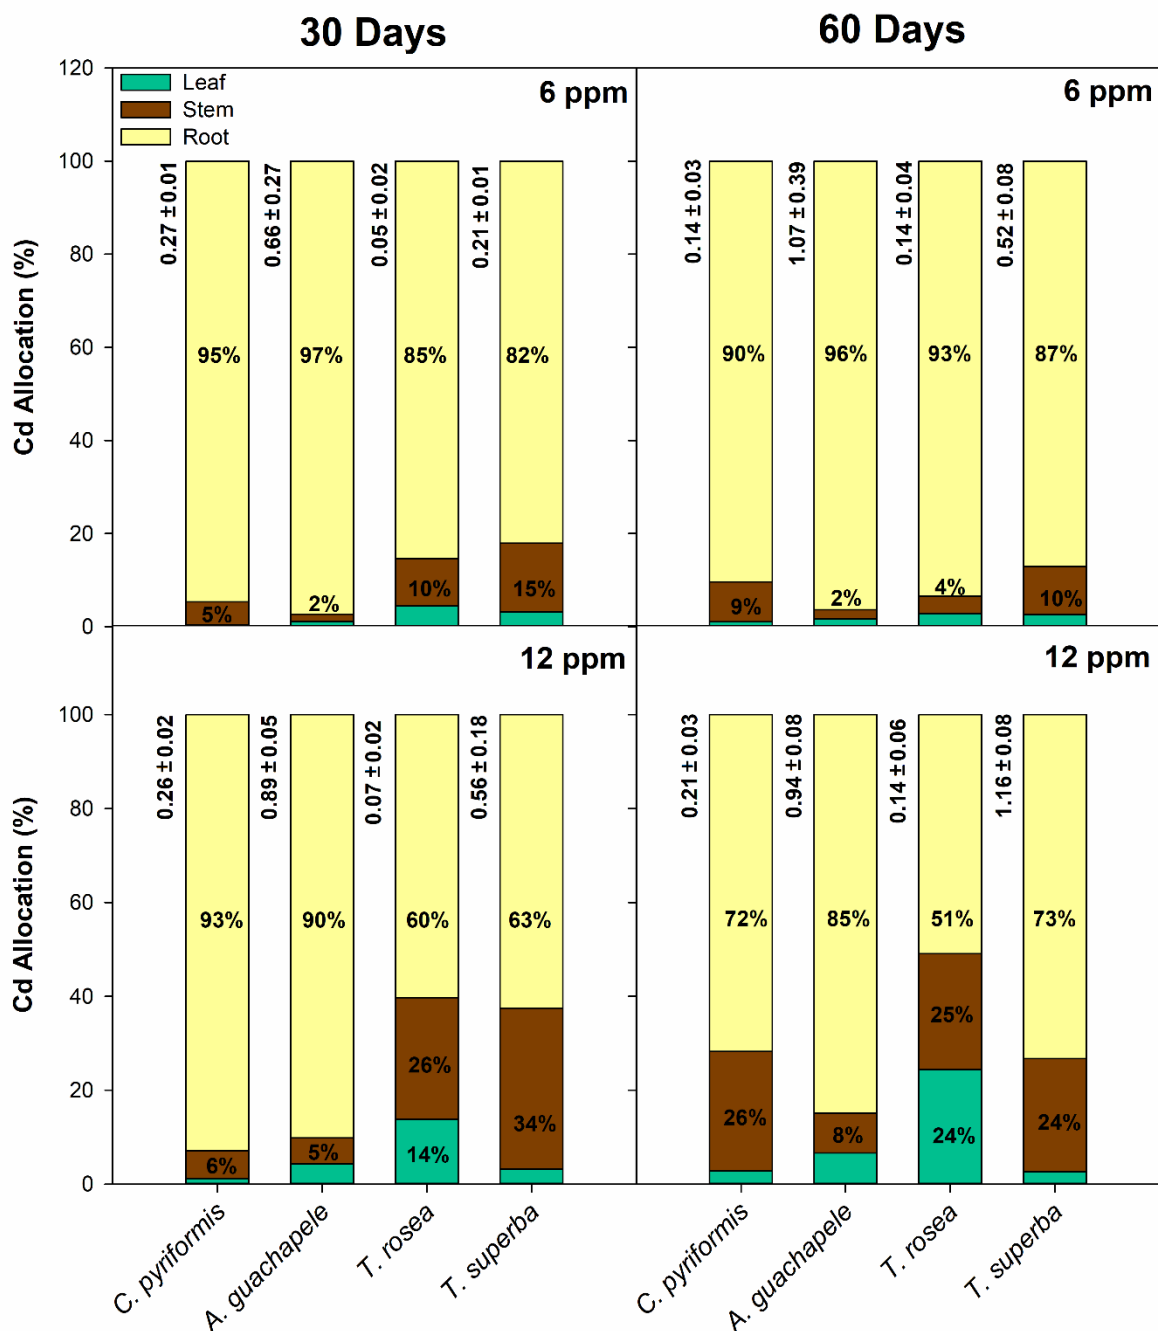 30 Days
60 Days
120
Leaf
Stem
Root
6 ppm
6 ppm
100
80
60
40
20
0
Cd Allocation (%)
0.27 ± 0.01
0.66 ± 0.27
0.05 ± 0.02
0.21 ± 0.01
0.14 ± 0.03
1.07 ± 0.39
0.14 ± 0.04
0.52 ± 0.08
95%
97%
85%
82%
90%
96%
93%
87%
5%
2%
10%
15%
9%
2%
4%
10%
12 ppm
12 ppm
100
80
60
40
20
0
Cd Allocation (%)
0.26 ± 0.02
0.89 ± 0.05
0.07 ± 0.02
0.56 ± 0.18
0.21 ± 0.03
0.94 ± 0.08
0.14 ± 0.06
1.16 ± 0.08
93%
90%
60%
63%
72%
85%
51%
73%
6%
5%
26%
34%
26%
8%
25%
24%
14%
24%
C. pyriformis
A. guachapele
T. rosea
T. superba
C. pyriformis
A. guachapele
T. rosea
T. superba